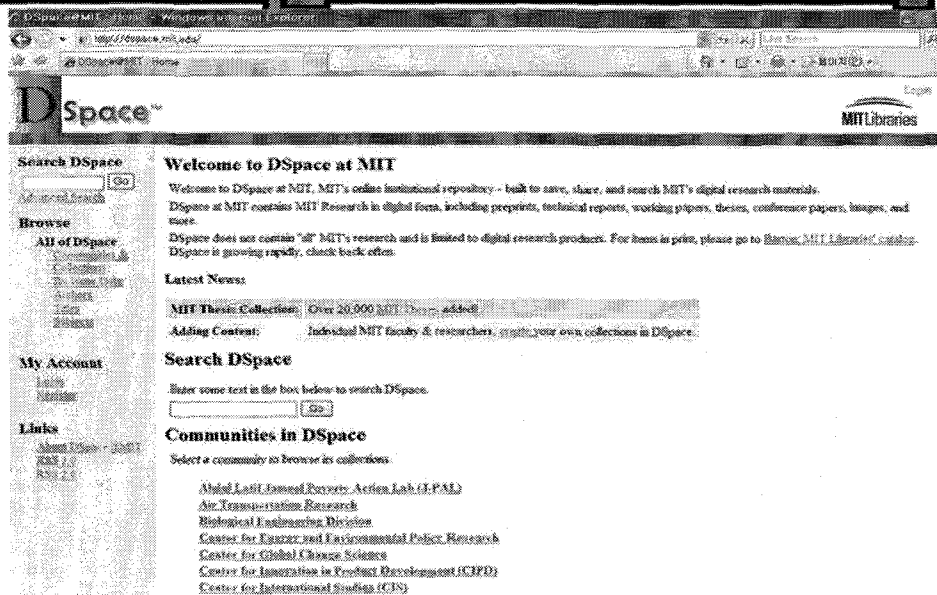 DSpace@MIT : Home - Windows Internet Explorer
http://dspace.mit.edu/
Live Search
DSpace@MIT : Home
Login
DSpace™
MITLibraries
Search DSpace
Go
Advanced Search
Browse
All of DSpace
Communities &
Collections
Authors
Titles
Subjects
My Account
Login
Register
Links
About DSpace@MIT
RSS 1.0
RSS 2.0
Welcome to DSpace at MIT
Welcome to DSpace at MIT, MIT's online institutional repository - built to save, share, and search MIT's digital research materials.
DSpace at MIT contains MIT Research in digital form, including preprints, technical reports, working papers, theses, conference papers, images, and
more.
DSpace does not contain "all" MIT's research and is limited to digital research products. For items in print, please go to Barton: MIT Libraries' catalog.
DSpace is growing rapidly, check back often.
Latest News:
MIT Thesis Collection: Over 20,000 MIT Theses added!
Adding Content: Individual MIT faculty & researchers, create your own collections in DSpace.
Search DSpace
Enter some text in the box below to search DSpace.
Go
Communities in DSpace
Select a community to browse its collections.
Abdul Latif Jameel Poverty Action Lab (J-PAL)
Air Transportation Research
Biological Engineering Division
Center for Energy and Environmental Policy Research
Center for Global Change Science
Center for Innovation in Product Development (CIPD)
Center for International Studies (CIS)